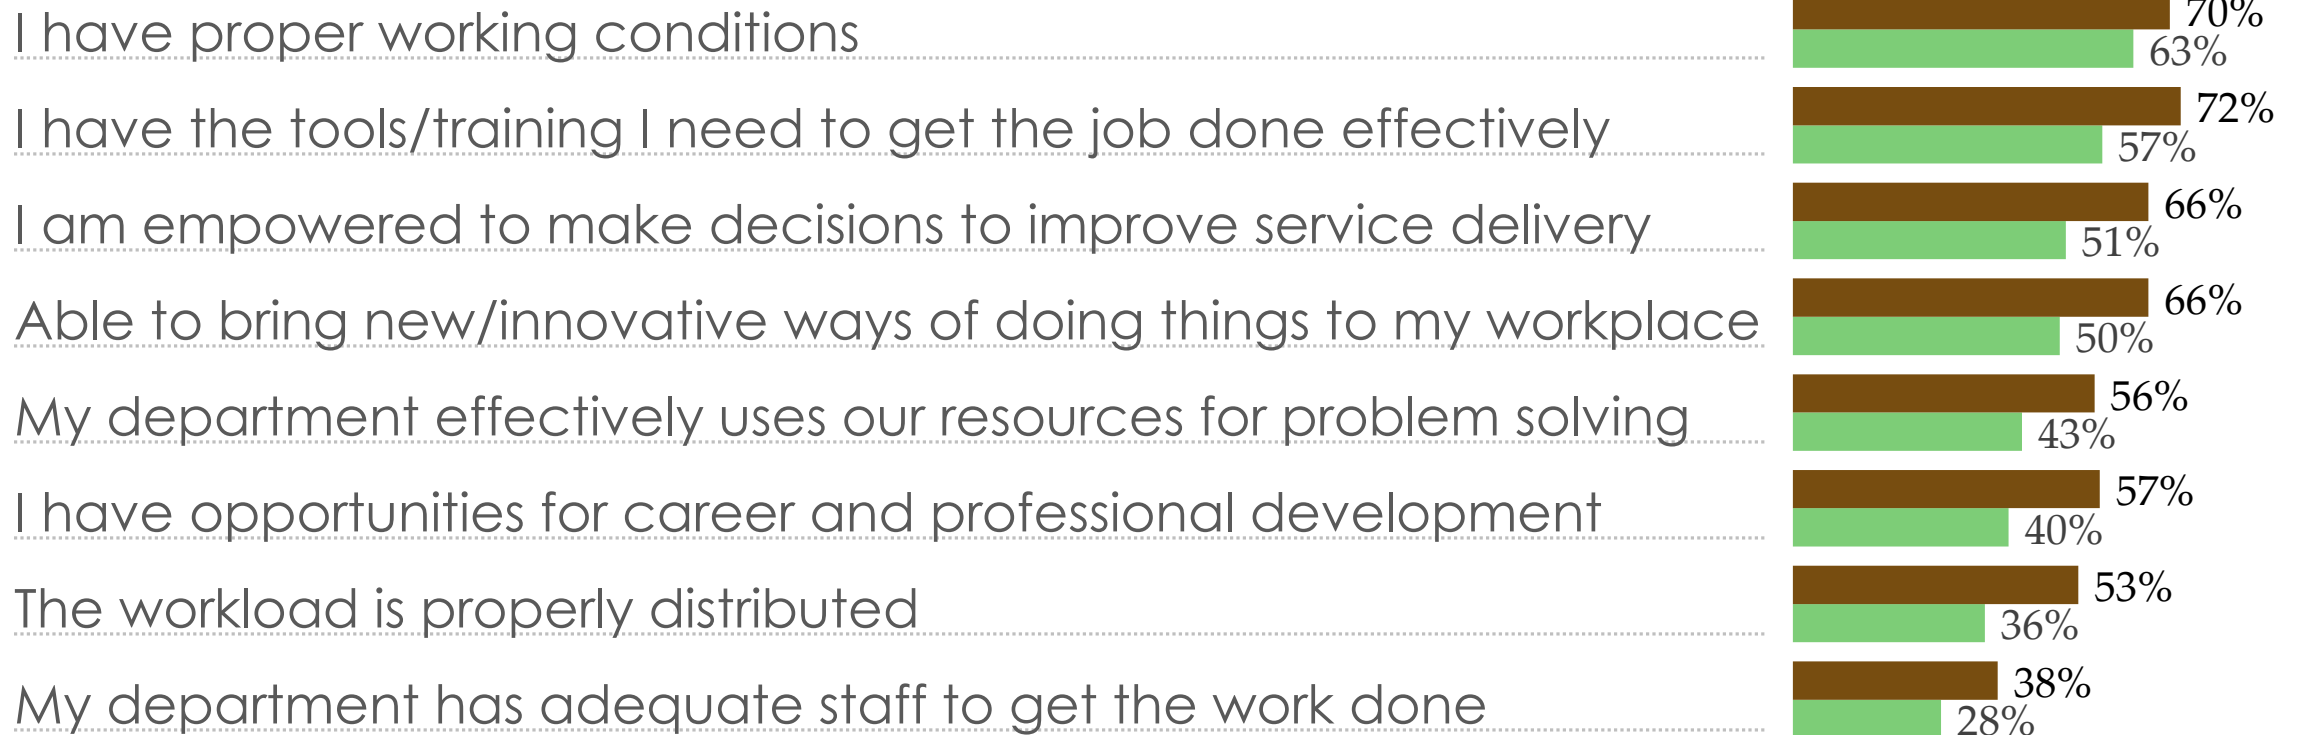 I have proper working conditions 70%
63%
I have the tools/training I need to get the job done effectively 72%
57%
I am empowered to make decisions to improve service delivery 66%
51%
Able to bring new/innovative ways of doing things to my workplace 66%
50%
My department effectively uses our resources for problem solving 56%
43%
I have opportunities for career and professional development 57%
40%
The workload is properly distributed 53%
36%
My department has adequate staff to get the work done 38%
28%